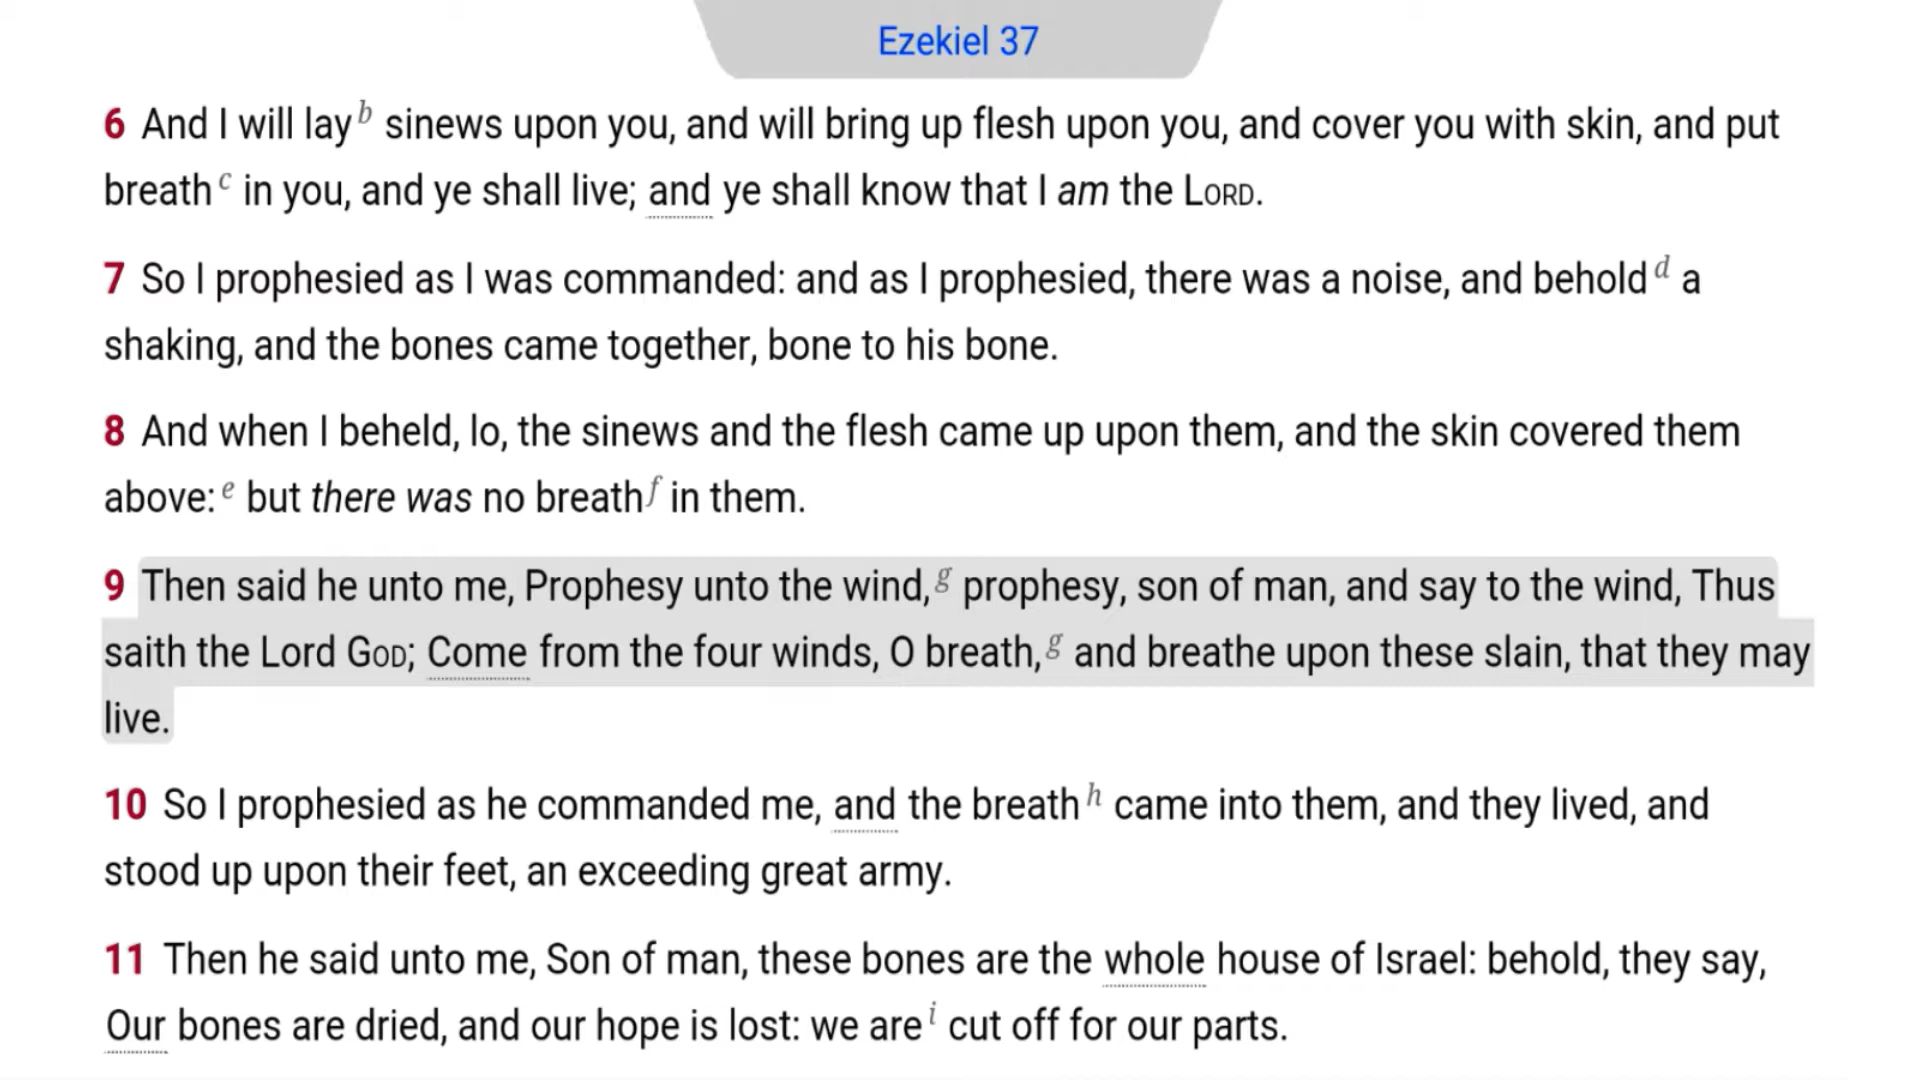 Ezekiel 37
6 And I will lay b sinews upon you, and will bring up flesh upon you, and cover you with skin, and put
breath c in you, and ye shall live; and ye shall know that I am the LORD.
7 So I prophesied as I was commanded: and as I prophesied, there was a noise, and behold d a
shaking, and the bones came together, bone to his bone.
8 And when I beheld, lo, the sinews and the flesh came up upon them, and the skin covered them
above: e but there was no breath f in them.
9 Then said he unto me, Prophesy unto the wind, g prophesy, son of man, and say to the wind, Thus
saith the Lord GOD; Come from the four winds, O breath, g and breathe upon these slain, that they may
live.
10 So I prophesied as he commanded me, and the breath h came into them, and they lived, and
stood up upon their feet, an exceeding great army.
11 Then he said unto me, Son of man, these bones are the whole house of Israel: behold, they say,
Our bones are dried, and our hope is lost: we are i cut off for our parts.